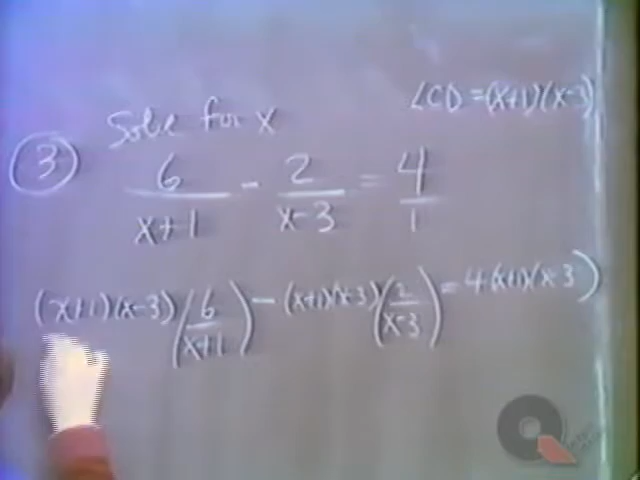 LCD = (x+1)(x-3)
Solve for x
3
6/x+1 - 2/x-3 = 4/1
(x+1)(x-3)(6/x+1) - (x+1)(x-3)(2/x-3) = 4(x+1)(x-3)